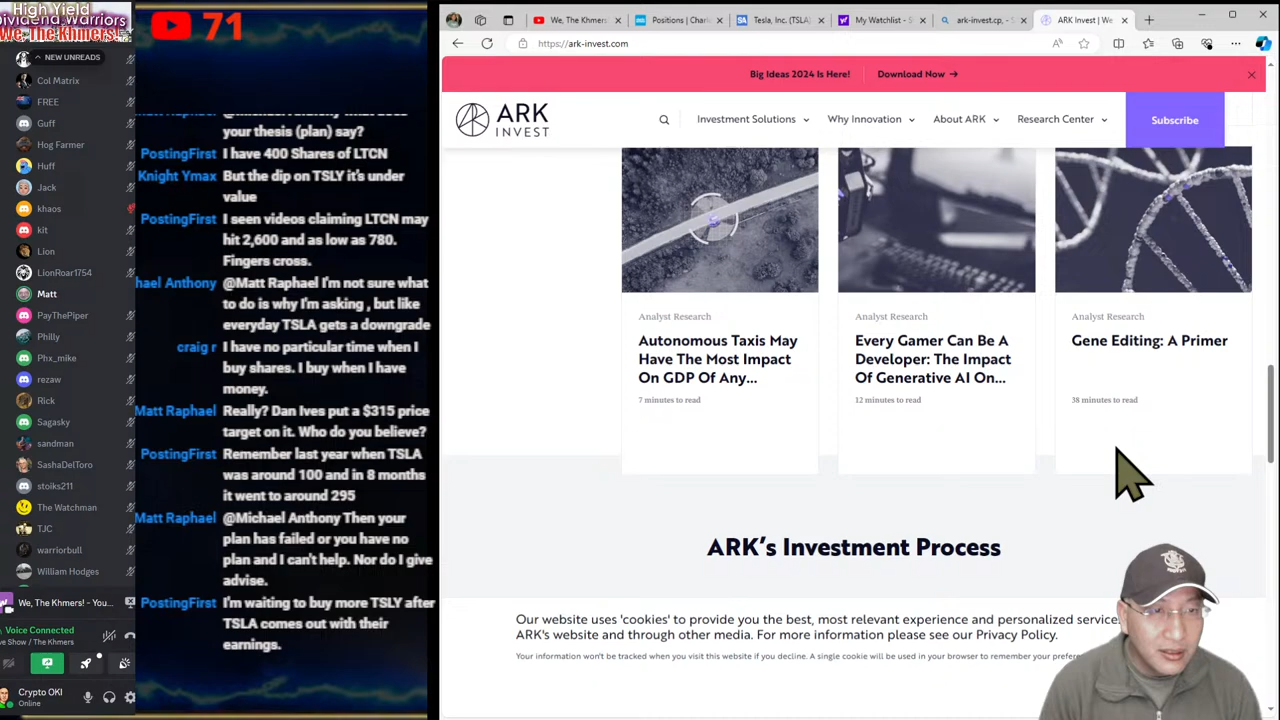 High Yield
Dividend Warriors
We, The Khmers
NEW UNREADS
Col Matrix
FREE
Guff
Hog Farmer
Huff
Jack
khaos
kit
Lion
LionRoar1754
Matt
PayThePiper
Philly
Phx_mike
rezaw
Rick
Sagasky
sandman
SashaDelToro
stoiks211
The Watchman
TJC
warriorbull
William Hodges
We, The Khmers! - You...
Voice Connected
ve Show / The Khmers
Crypto OKI
Online
71
your thesis (plan) say?
PostingFirst I have 400 Shares of LTCN
Knight Ymax But the dip on TSLY it's under
value
PostingFirst I seen videos claiming LTCN may
hit 2,600 and as low as 780.
Fingers cross.
hael Anthony @Matt Raphael I'm not sure what
to do is why I'm asking , but like
everyday TSLA gets a downgrade
craig r I have no particular time when I
buy shares. I buy when I have
money.
Matt Raphael Really? Dan Ives put a $315 price
target on it. Who do you believe?
PostingFirst Remember last year when TSLA
was around 100 and in 8 months
it went to around 295
Matt Raphael @Michael Anthony Then your
plan has failed or you have no
plan and I can't help. Nor do I give
advise.
PostingFirst I'm waiting to buy more TSLY after
TSLA comes out with their
earnings.
We, The Khmers!
Positions | Charl
Tesla, Inc. (TSLA)
My Watchlist - S
ark-invest.cp, - S
ARK Invest | We
https://ark-invest.com
Big Ideas 2024 Is Here!
Download Now →
ARK
INVEST
Investment Solutions
Why Innovation
About ARK
Research Center
Subscribe
Analyst Research
Autonomous Taxis May
Have The Most Impact
On GDP Of Any...
7 minutes to read
Analyst Research
Every Gamer Can Be A
Developer: The Impact
Of Generative AI On...
12 minutes to read
Analyst Research
Gene Editing: A Primer
38 minutes to read
ARK's Investment Process
Our website uses 'cookies' to provide you the best, most relevant experience and personalized service.
ARK's website and through other media. For more information please see our Privacy Policy.
Your information won't be tracked when you visit this website if you decline. A single cookie will be used in your browser to remember your prefere